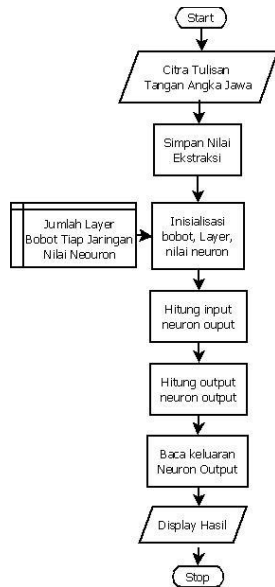 Start
Citra Tulisan
Tangan Angka Jawa
Simpan Nilai
Ekstraksi
Jumlah Layer
Bobot Tiap Jaringan
Nilai Neouron
Inisialisasi
bobot, Layer,
nilai neuron
Hitung input
neuron ouput
Hitung output
neuron output
Baca keluaran
Neuron Output
Display Hasil
Stop